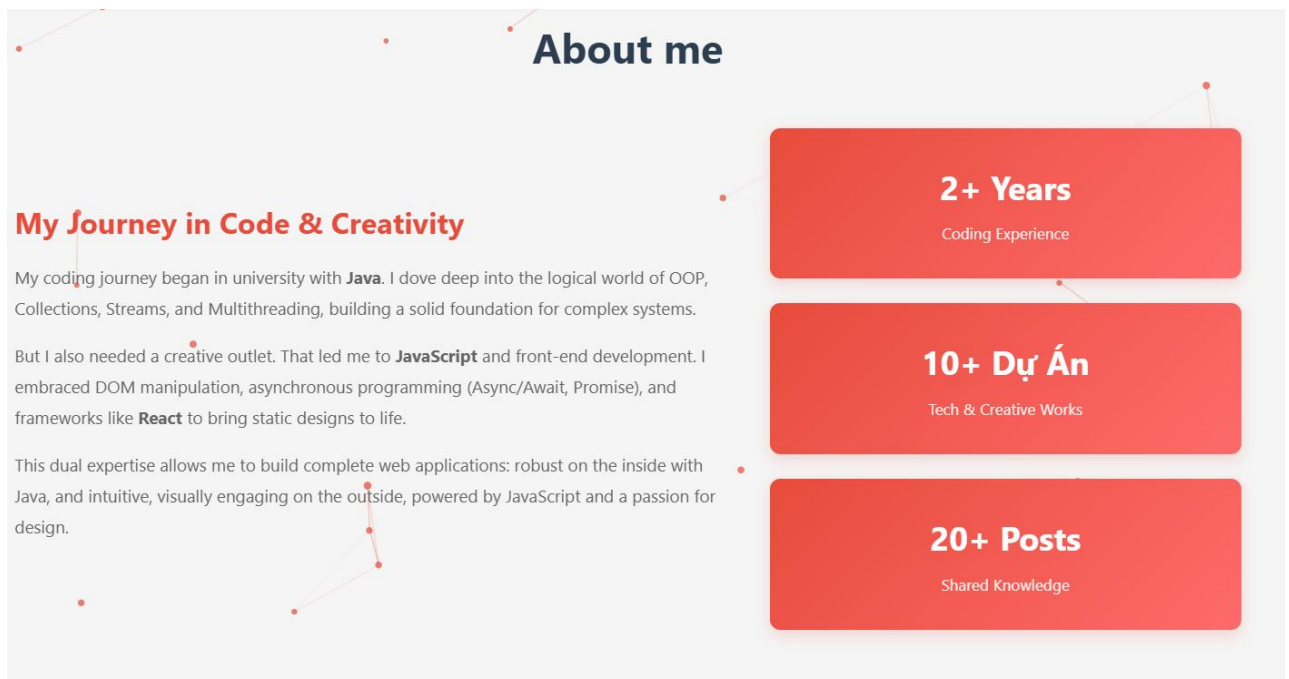 About me
My Journey in Code & Creativity
My coding journey began in university with Java. I dove deep into the logical world of OOP,
Collections, Streams, and Multithreading, building a solid foundation for complex systems.
But I also needed a creative outlet. That led me to JavaScript and front-end development. I
embraced DOM manipulation, asynchronous programming (Async/Await, Promise), and
frameworks like React to bring static designs to life.
This dual expertise allows me to build complete web applications: robust on the inside with
Java, and intuitive, visually engaging on the outside, powered by JavaScript and a passion for
design.
2+ Years
Coding Experience
10+ Dự Án
Tech & Creative Works
20+ Posts
Shared Knowledge